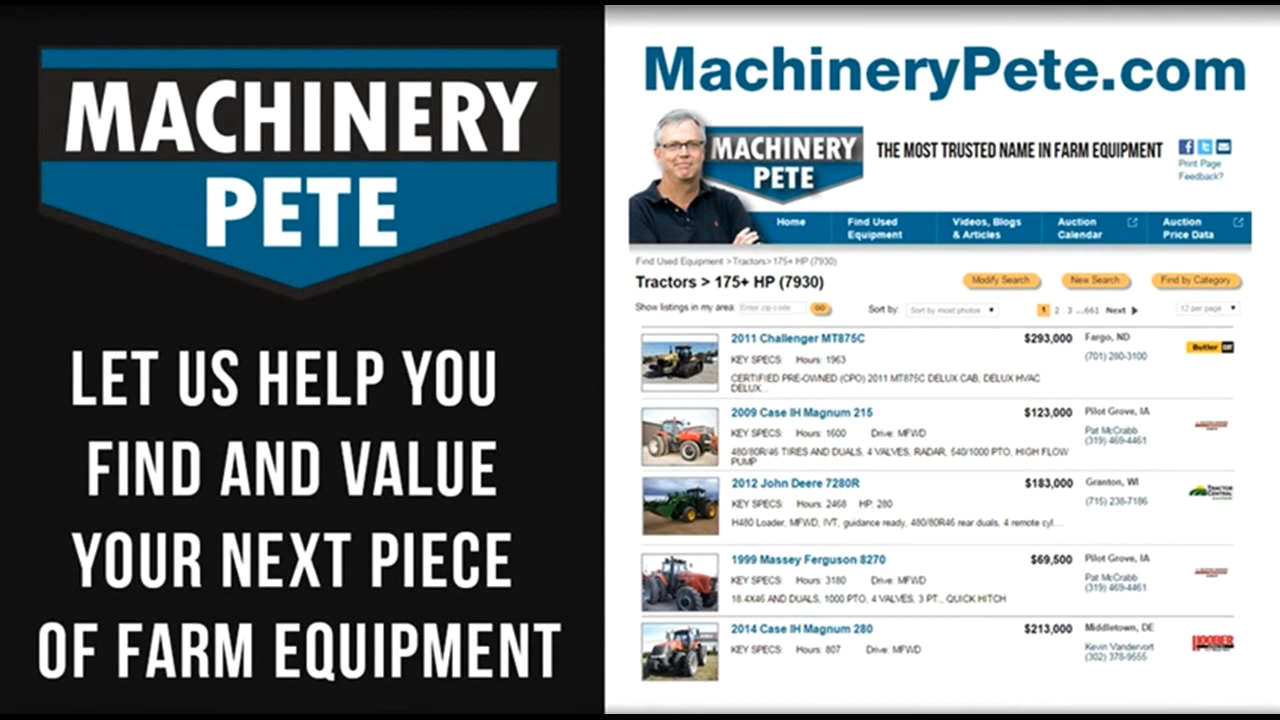 MACHINERY
PETE
LET US HELP YOU
FIND AND VALUE
YOUR NEXT PIECE
OF FARM EQUIPMENT
MachineryPete.com
MACHINERY
PETE
THE MOST TRUSTED NAME IN FARM EQUIPMENT
Print Page
Feedback?
Home
Find Used
Equipment
Videos, Blogs
& Articles
Auction
Calendar
Auction
Price Data
Find Used Equipment > Tractors> 175+ HP (7930)
Tractors > 175+ HP (7930)
Modify Search
New Search
Find by Category
Show listings in my area: Enter zip code GO
Sort by: Sort by most photos
1 2 3 ...661 Next
12 per page
2011 Challenger MT875C $293,000 Fargo, ND
KEY SPECS: Hours: 1963 (701) 280-3100
CERTIFIED PRE-OWNED (CPO) 2011 MT875C DELUX CAB, DELUX HVAC
DELUX...
Butler CAT
2009 Case IH Magnum 215 $123,000 Pilot Grove, IA
KEY SPECS: Hours: 1600 Drive: MFWD Pat McCrabb
(319) 469-4461
480/80R/46 TIRES AND DUALS, 4 VALVES, RADAR, 540/1000 PTO, HIGH FLOW
PUMP
2012 John Deere 7280R $183,000 Granton, WI
KEY SPECS: Hours: 2468 HP: 280 (715) 238-7186
H480 Loader, MFWD, IVT, guidance ready, 480/80R46 rear duals, 4 remote cyl....
TRACTOR
CENTRAL
1999 Massey Ferguson 8270 $69,500 Pilot Grove, IA
KEY SPECS: Hours: 3180 Drive: MFWD Pat McCrabb
(319) 469-4461
18.4X46 AND DUALS, 1000 PTO, 4 VALVES, 3 PT., QUICK HITCH
2014 Case IH Magnum 280 $213,000 Middletown, DE
KEY SPECS: Hours: 807 Drive: MFWD Kevin Vandervort
(302) 378-9555
HOOBER